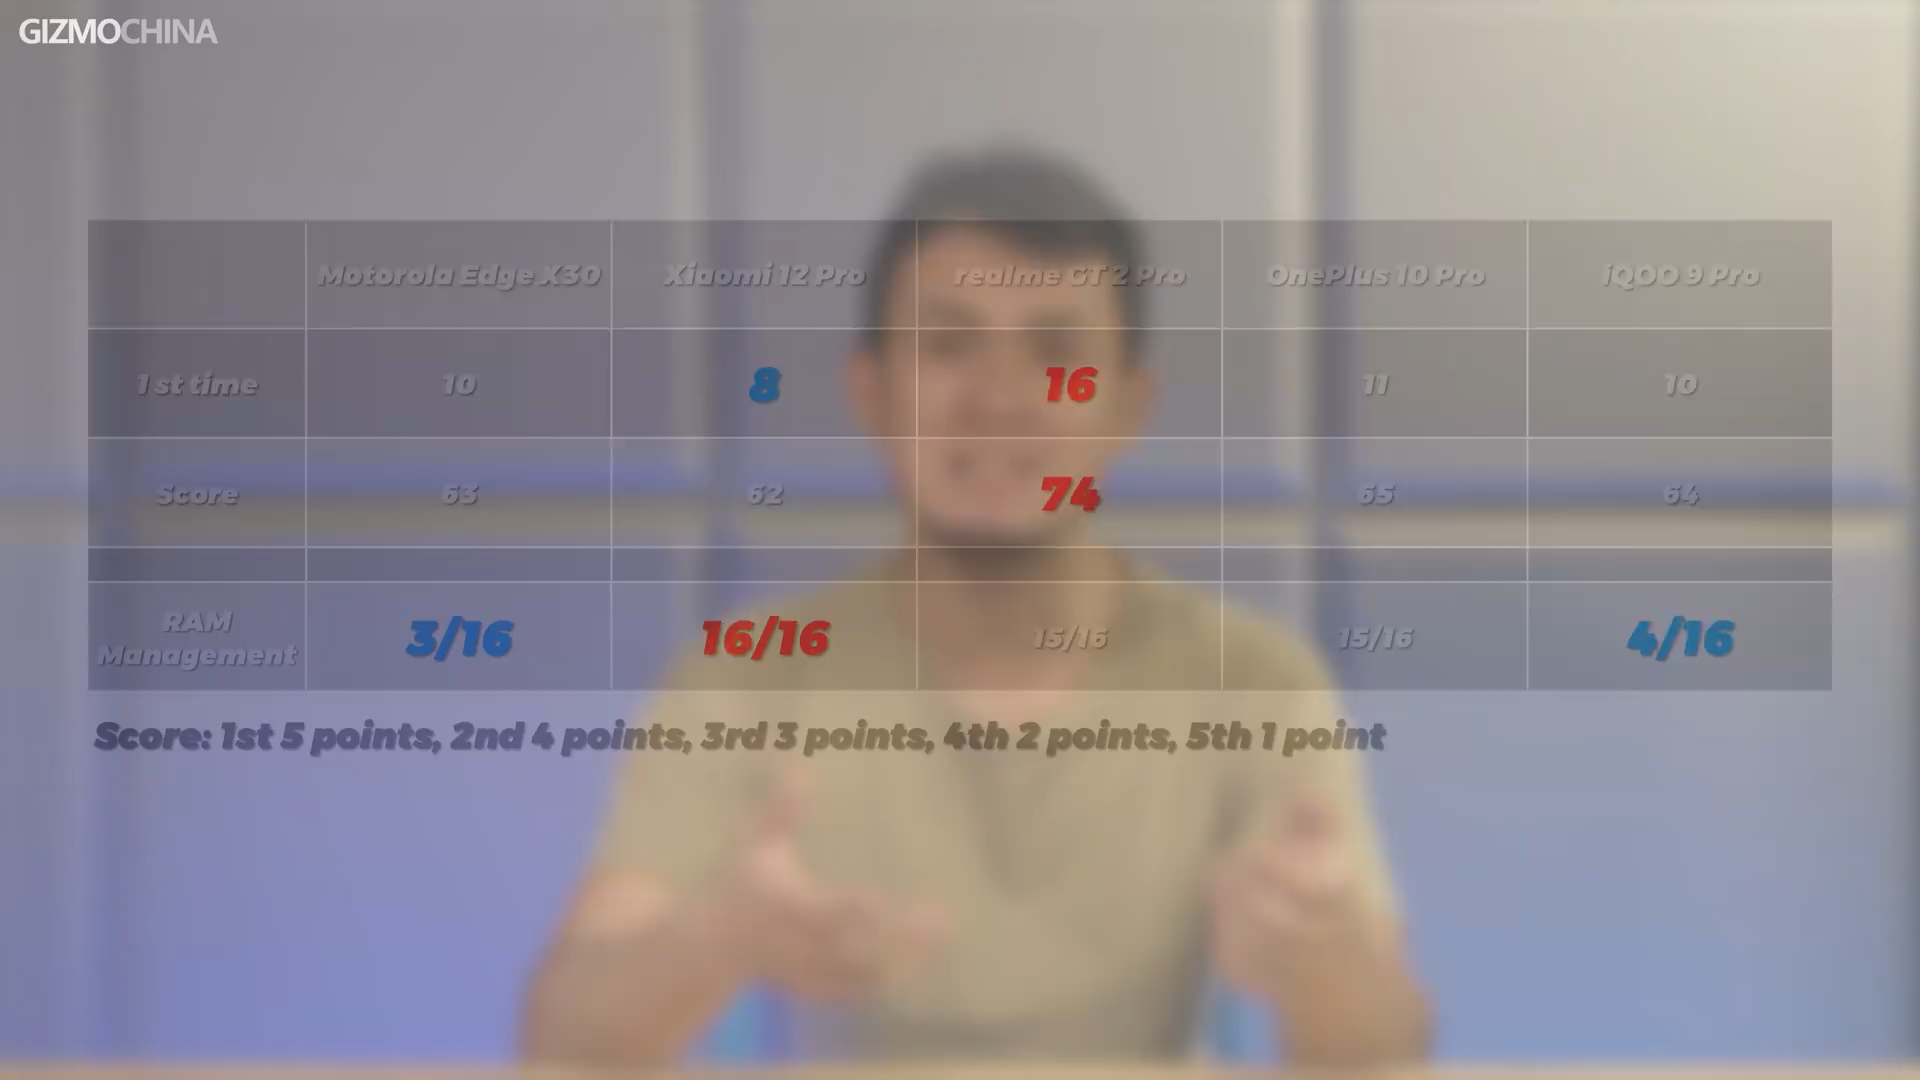 GIZMOCHINA
Motorola Edge X30 Xiaomi 12 Pro realme GT 2 Pro OnePlus 10 Pro iQOO 9 Pro
1 st time 10 8 16 11 10
Score 63 62 74 65 64
RAM
Management 3/16 16/16 15/16 15/16 4/16
Score: 1st 5 points, 2nd 4 points, 3rd 3 points, 4th 2 points, 5th 1 point